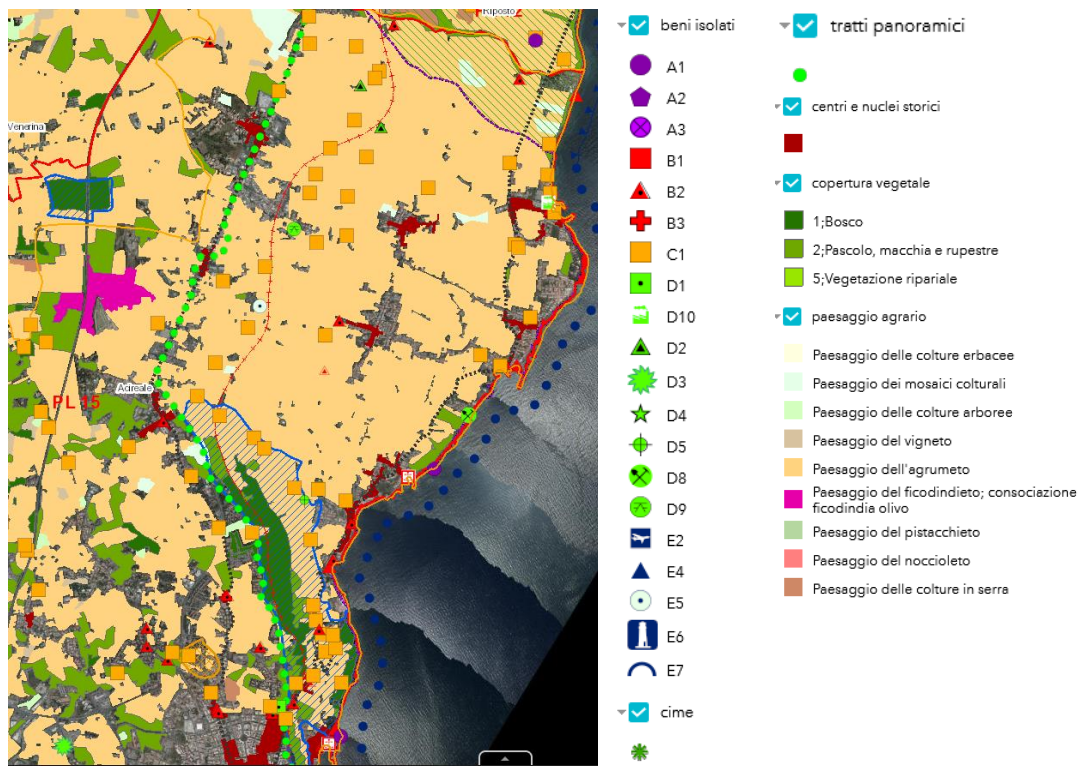 Riposto
Venerina
Acireale
PL 15
beni isolati
A1
A2
A3
B1
B2
B3
C1
D1
D10
D2
D3
D4
D5
D8
D9
E2
E4
E5
E6
E7
cime
tratti panoramici
centri e nuclei storici
copertura vegetale
1;Bosco
2;Pascolo, macchia e rupestre
5;Vegetazione ripariale
paesaggio agrario
Paesaggio delle colture erbacee
Paesaggio dei mosaici colturali
Paesaggio delle colture arboree
Paesaggio del vigneto
Paesaggio dell'agrumeto
Paesaggio del ficodindieto; consociazione
ficodindia olivo
Paesaggio del pistacchieto
Paesaggio del noccioleto
Paesaggio delle colture in serra